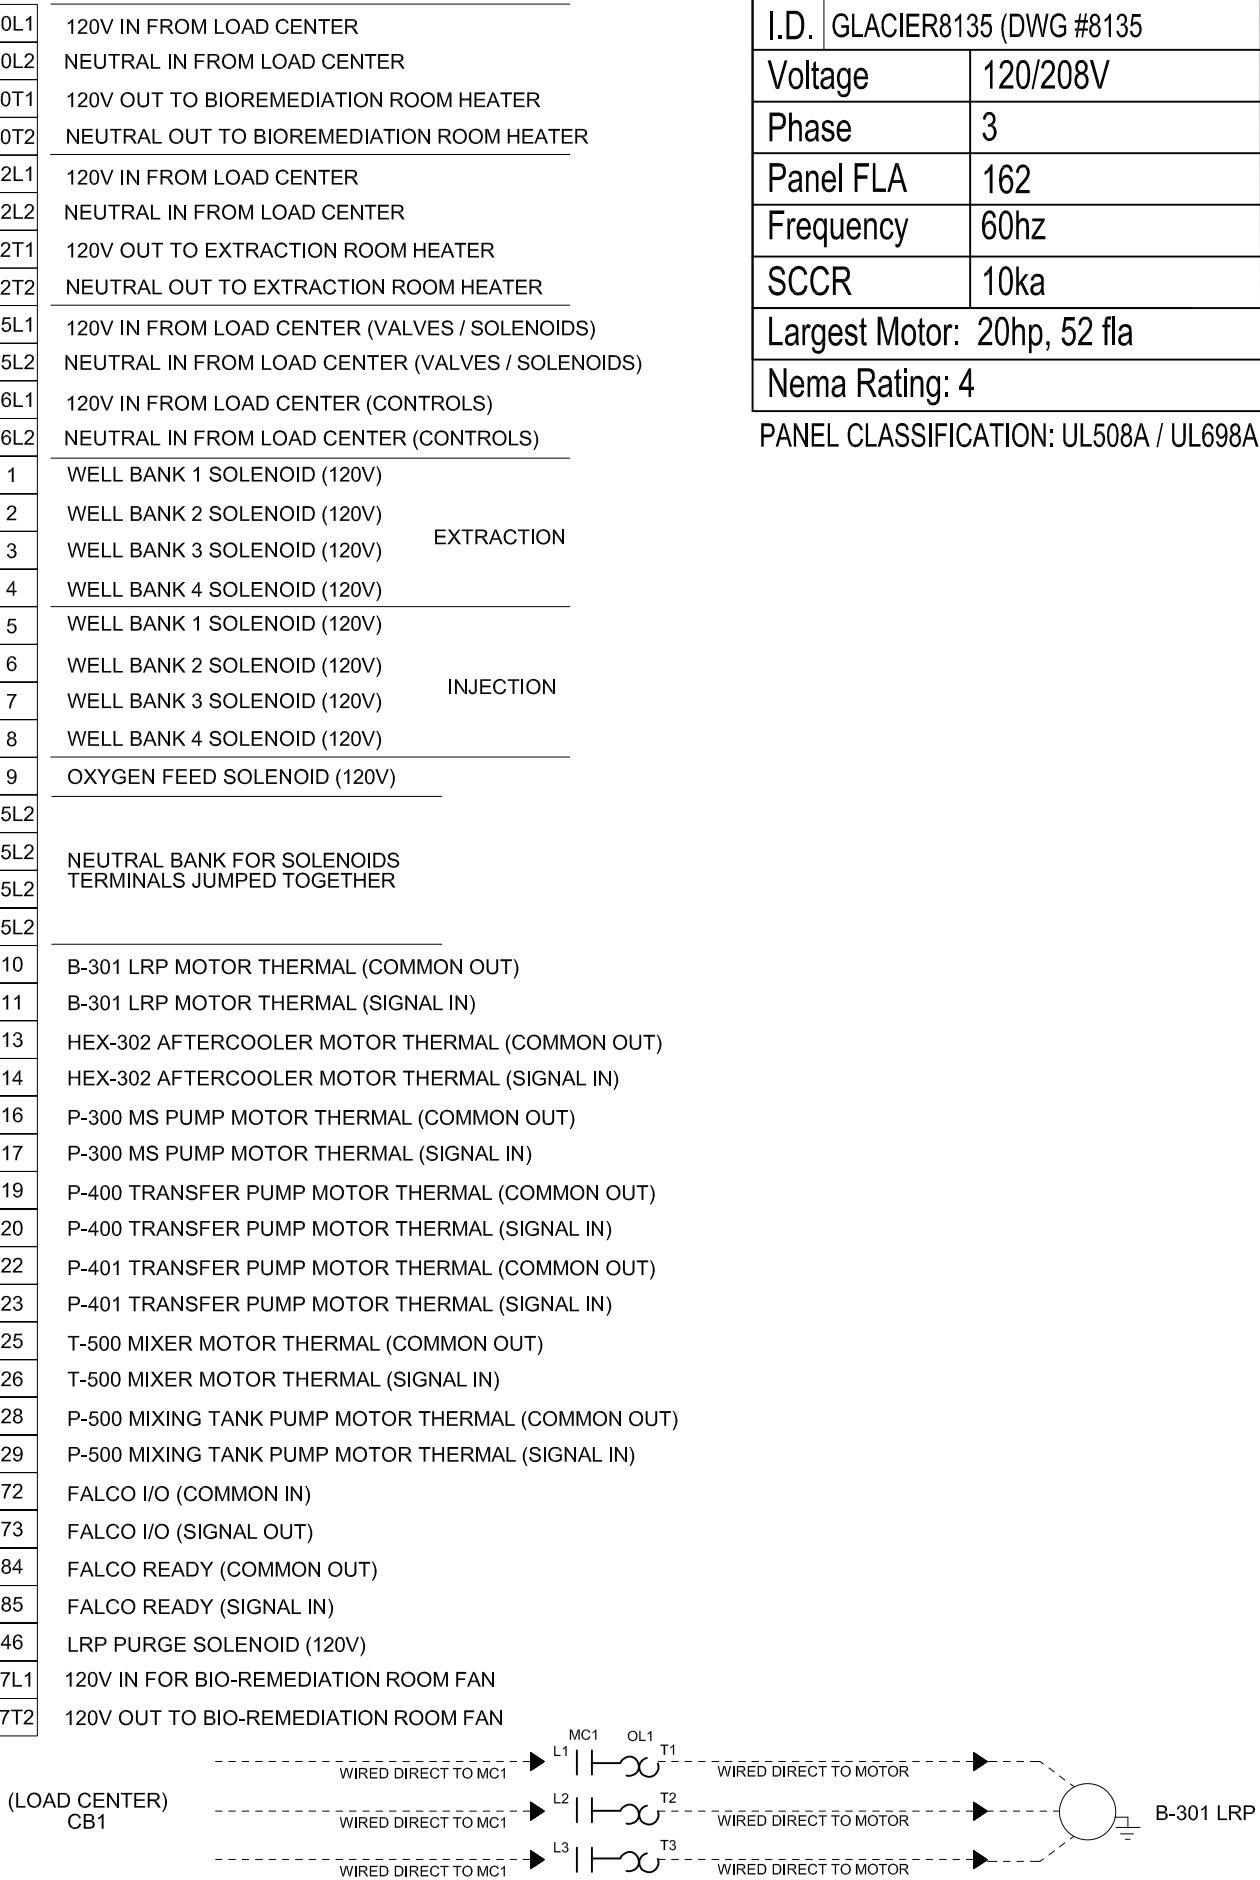 0L1 120V IN FROM LOAD CENTER
0L2 NEUTRAL IN FROM LOAD CENTER
0T1 120V OUT TO BIOREMEDIATION ROOM HEATER
0T2 NEUTRAL OUT TO BIOREMEDIATION ROOM HEATER
2L1 120V IN FROM LOAD CENTER
2L2 NEUTRAL IN FROM LOAD CENTER
2T1 120V OUT TO EXTRACTION ROOM HEATER
2T2 NEUTRAL OUT TO EXTRACTION ROOM HEATER
5L1 120V IN FROM LOAD CENTER (VALVES / SOLENOIDS)
5L2 NEUTRAL IN FROM LOAD CENTER (VALVES / SOLENOIDS)
6L1 120V IN FROM LOAD CENTER (CONTROLS)
6L2 NEUTRAL IN FROM LOAD CENTER (CONTROLS)
1 WELL BANK 1 SOLENOID (120V)
2 WELL BANK 2 SOLENOID (120V)
EXTRACTION
3 WELL BANK 3 SOLENOID (120V)
4 WELL BANK 4 SOLENOID (120V)
5 WELL BANK 1 SOLENOID (120V)
6 WELL BANK 2 SOLENOID (120V)
INJECTION
7 WELL BANK 3 SOLENOID (120V)
8 WELL BANK 4 SOLENOID (120V)
9 OXYGEN FEED SOLENOID (120V)
5L2
5L2
5L2
5L2
NEUTRAL BANK FOR SOLENOIDS
TERMINALS JUMPED TOGETHER
10 B-301 LRP MOTOR THERMAL (COMMON OUT)
11 B-301 LRP MOTOR THERMAL (SIGNAL IN)
13 HEX-302 AFTERCOOLER MOTOR THERMAL (COMMON OUT)
14 HEX-302 AFTERCOOLER MOTOR THERMAL (SIGNAL IN)
16 P-300 MS PUMP MOTOR THERMAL (COMMON OUT)
17 P-300 MS PUMP MOTOR THERMAL (SIGNAL IN)
19 P-400 TRANSFER PUMP MOTOR THERMAL (COMMON OUT)
20 P-400 TRANSFER PUMP MOTOR THERMAL (SIGNAL IN)
22 P-401 TRANSFER PUMP MOTOR THERMAL (COMMON OUT)
23 P-401 TRANSFER PUMP MOTOR THERMAL (SIGNAL IN)
25 T-500 MIXER MOTOR THERMAL (COMMON OUT)
26 T-500 MIXER MOTOR THERMAL (SIGNAL IN)
28 P-500 MIXING TANK PUMP MOTOR THERMAL (COMMON OUT)
29 P-500 MIXING TANK PUMP MOTOR THERMAL (SIGNAL IN)
72 FALCO I/O (COMMON IN)
73 FALCO I/O (SIGNAL OUT)
84 FALCO READY (COMMON OUT)
85 FALCO READY (SIGNAL IN)
46 LRP PURGE SOLENOID (120V)
7L1 120V IN FOR BIO-REMEDIATION ROOM FAN
7T2 120V OUT TO BIO-REMEDIATION ROOM FAN
I.D. GLACIER8135 (DWG #8135
Voltage 120/208V
Phase 3
Panel FLA 162
Frequency 60hz
SCCR 10ka
Largest Motor: 20hp, 52 fla
Nema Rating: 4
PANEL CLASSIFICATION: UL508A / UL698A
MC1 OL1
WIRED DIRECT TO MC1 L1 T1 WIRED DIRECT TO MOTOR
(LOAD CENTER)
CB1
WIRED DIRECT TO MC1 L2 T2 WIRED DIRECT TO MOTOR
B-301 LRP
WIRED DIRECT TO MC1 L3 T3 WIRED DIRECT TO MOTOR